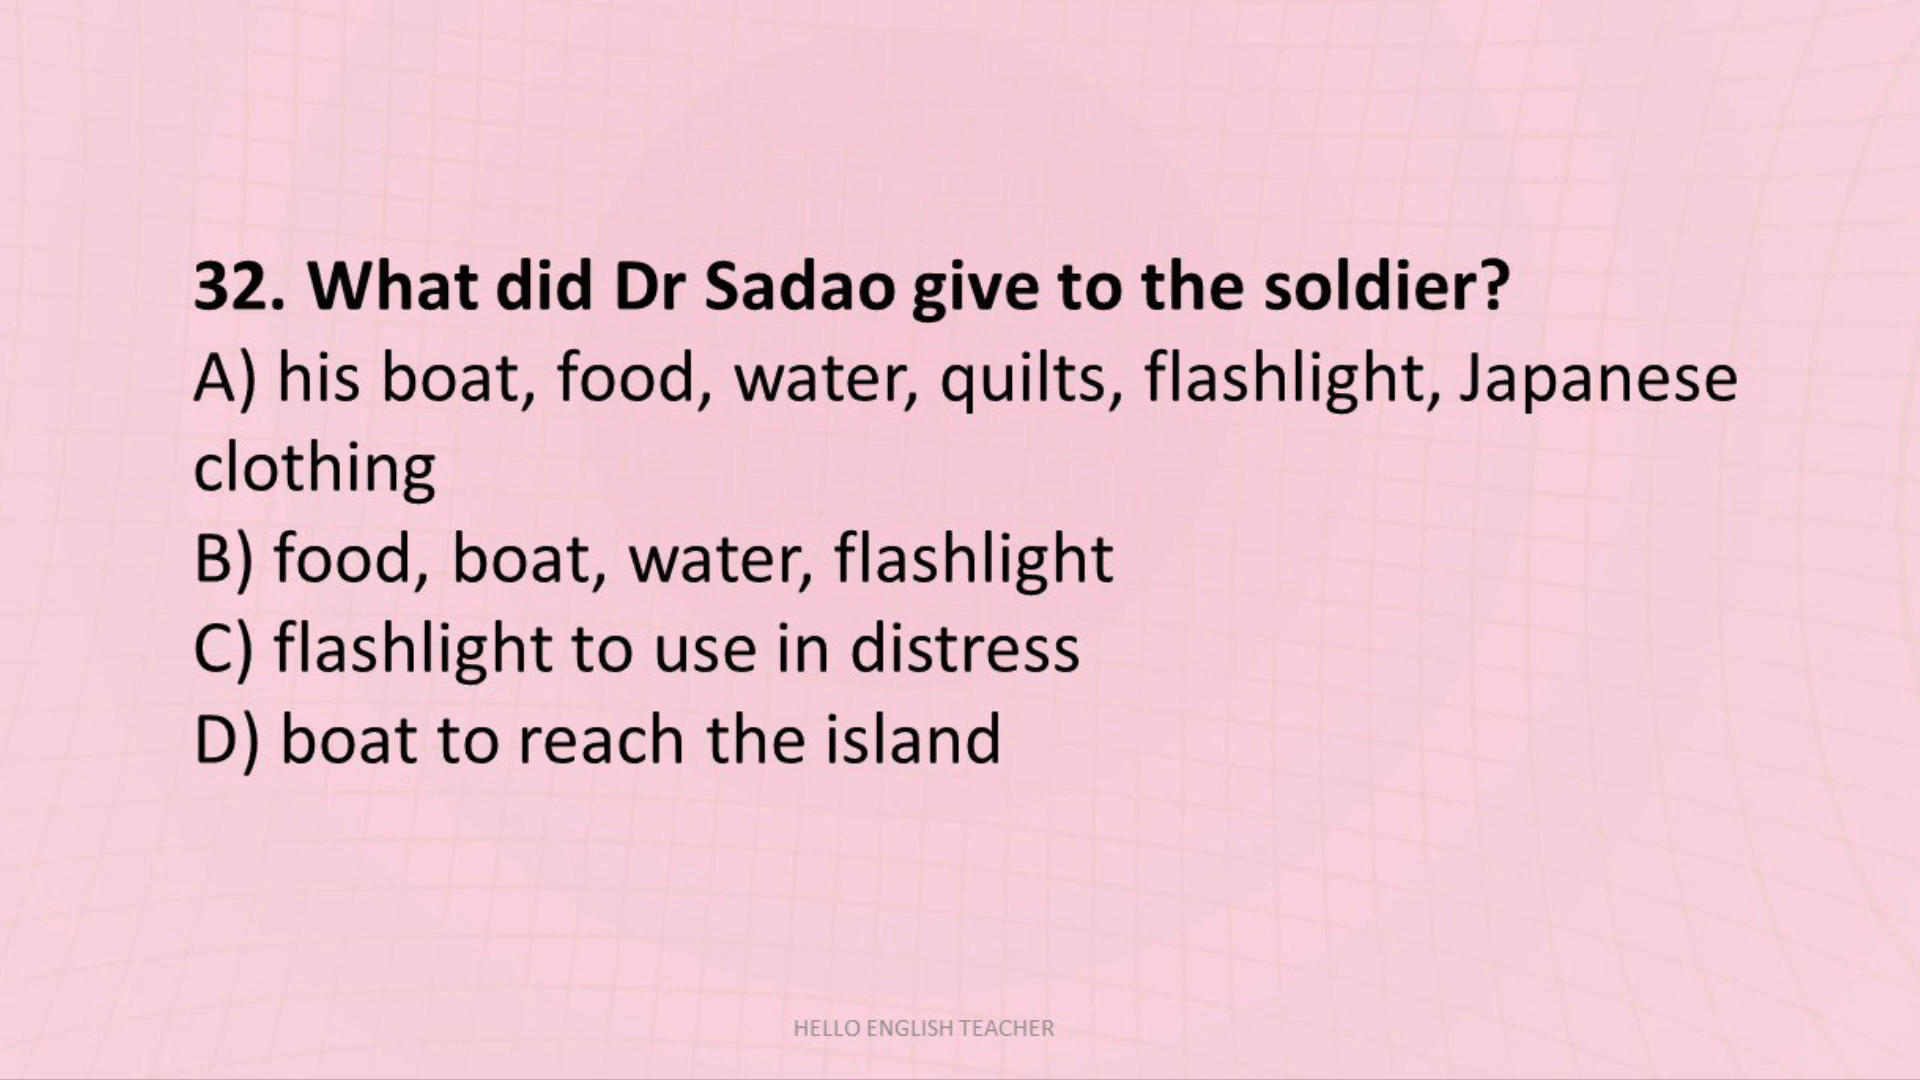 32. What did Dr Sadao give to the soldier?
A) his boat, food, water, quilts, flashlight, Japanese
clothing
B) food, boat, water, flashlight
C) flashlight to use in distress
D) boat to reach the island
HELLO ENGLISH TEACHER